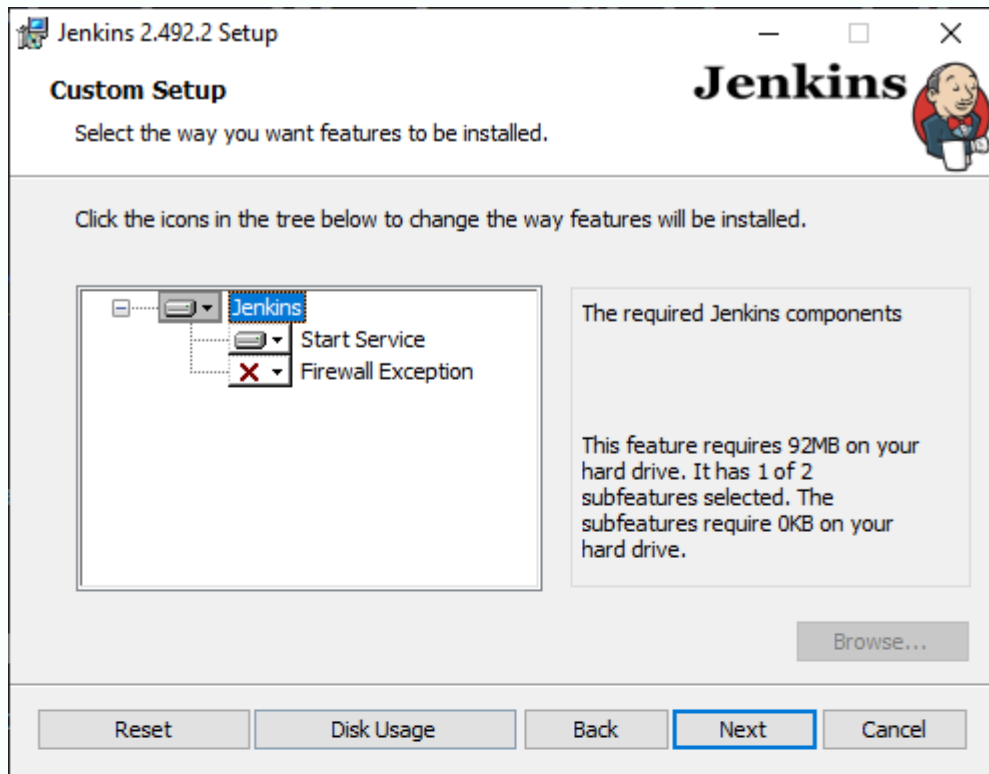 Jenkins 2.492.2 Setup
Custom Setup
Jenkins
Select the way you want features to be installed.
Click the icons in the tree below to change the way features will be installed.
Jenkins
Start Service
Firewall Exception
The required Jenkins components
This feature requires 92MB on your
hard drive. It has 1 of 2
subfeatures selected. The
subfeatures require 0KB on your
hard drive.
Browse...
Reset
Disk Usage
Back
Next
Cancel